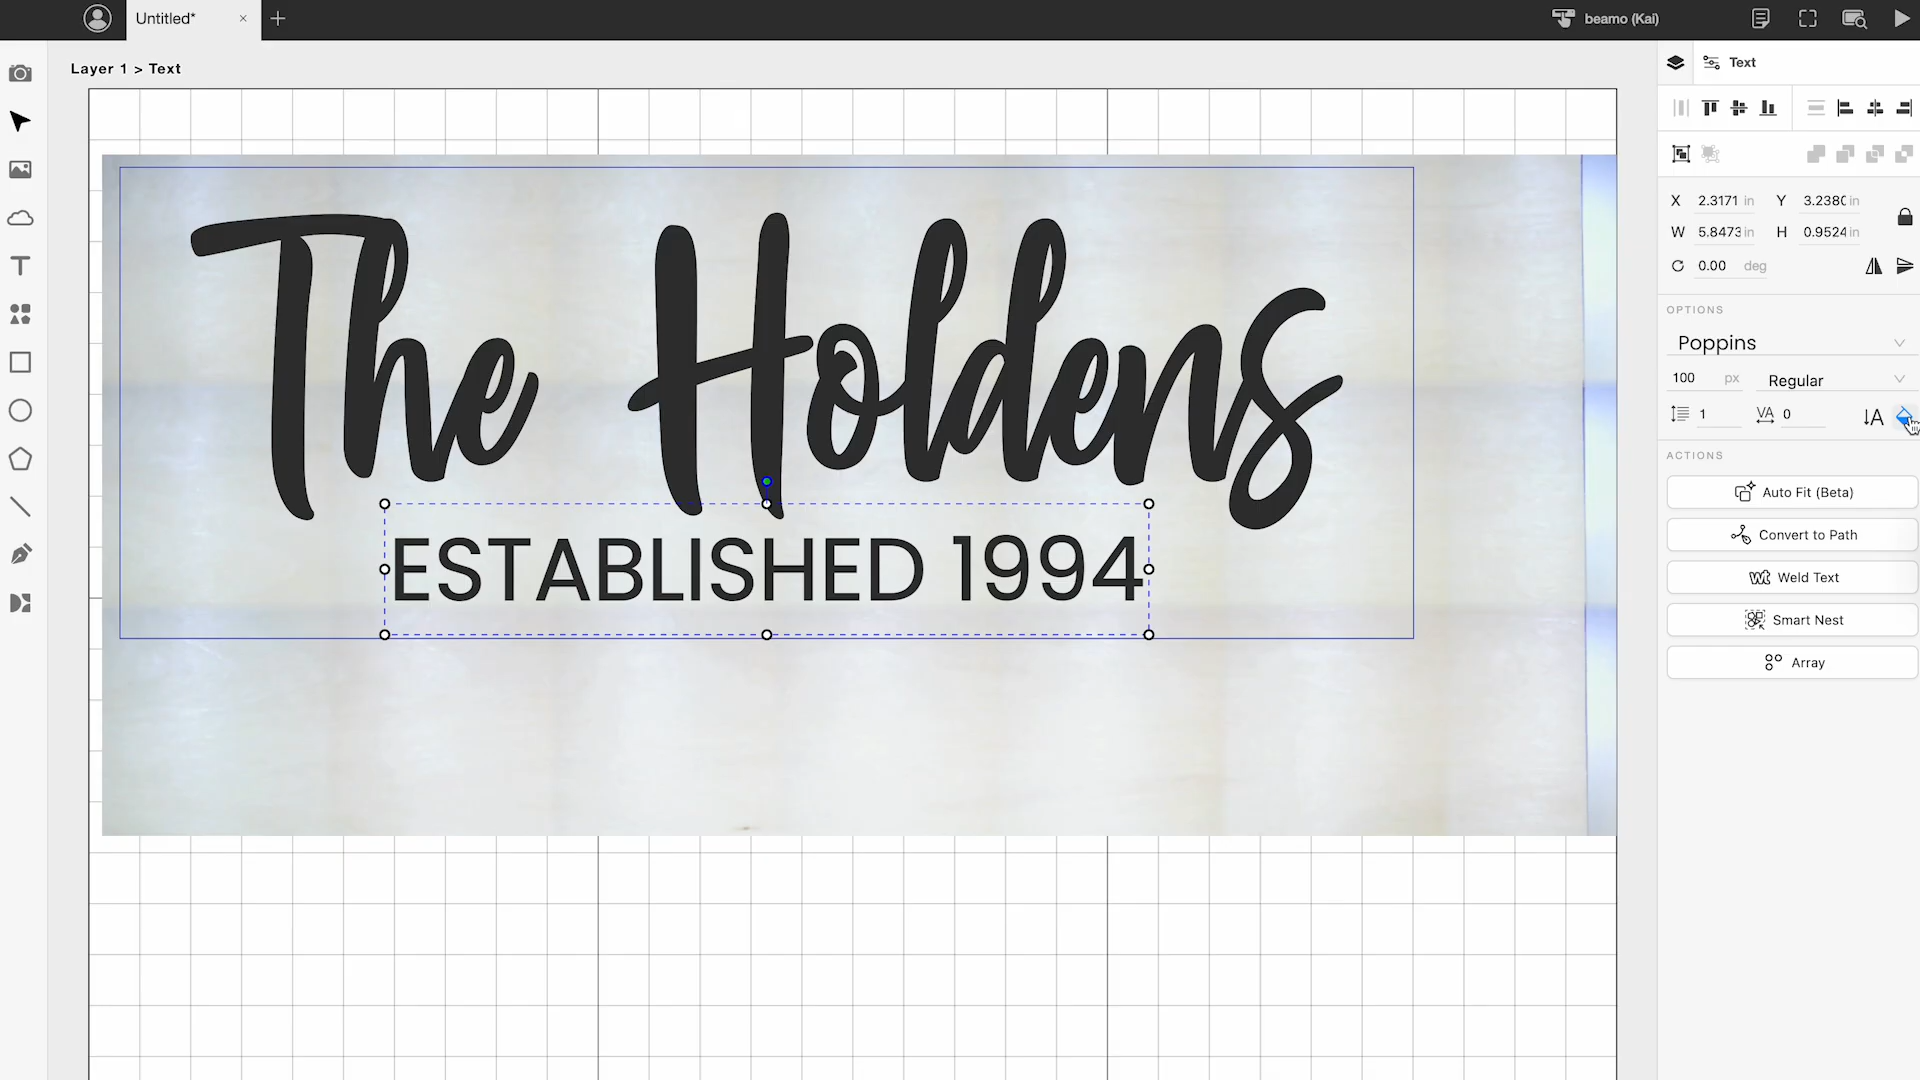 Untitled*
beamo (Kai)
Layer 1 > Text
Text
X 2.3171 in Y 3.2380 in
W 5.8473 in H 0.9524 in
0.00 deg
OPTIONS
Poppins
100 px Regular
1 VA 0 ↓A
ACTIONS
Auto Fit (Beta)
Convert to Path
Wt Weld Text
Smart Nest
Array
The Holdens
ESTABLISHED 1994